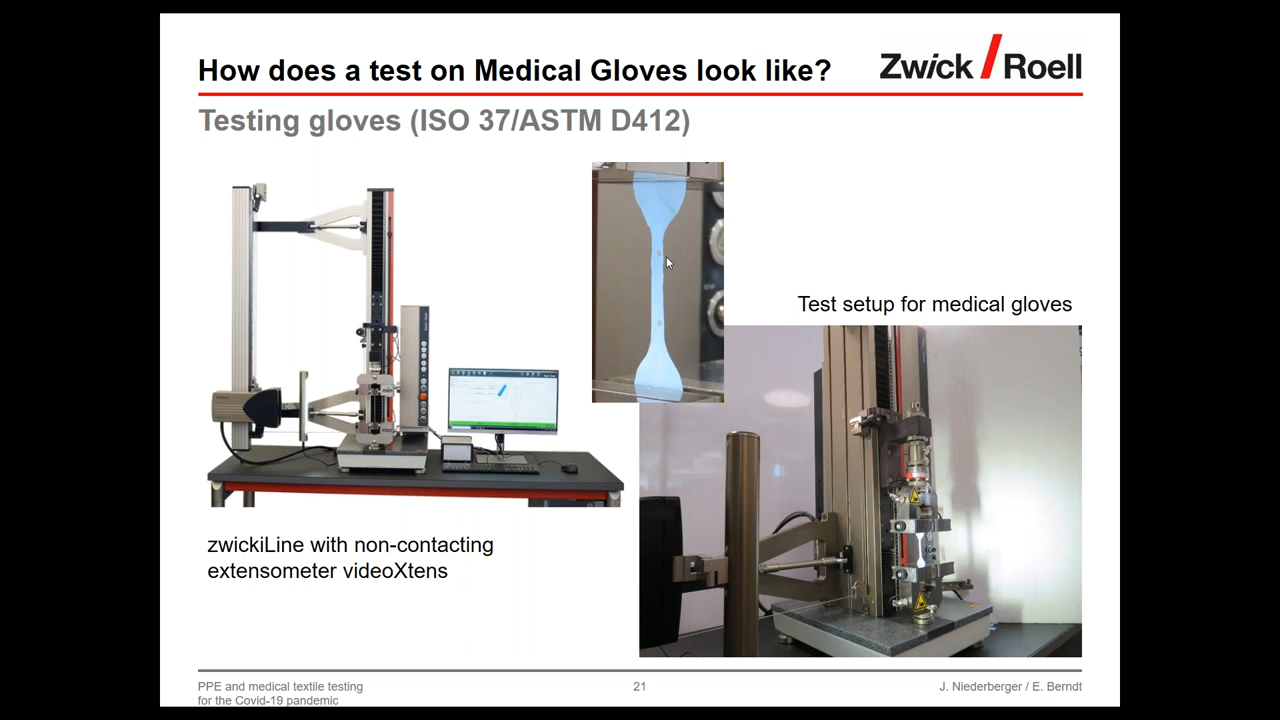 How does a test on Medical Gloves look like?
Zwick Roell
Testing gloves (ISO 37/ASTM D412)
Test setup for medical gloves
zwickiLine with non-contacting
extensometer videoXtens
PPE and medical textile testing
for the Covid-19 pandemic
21
J. Niederberger / E. Berndt